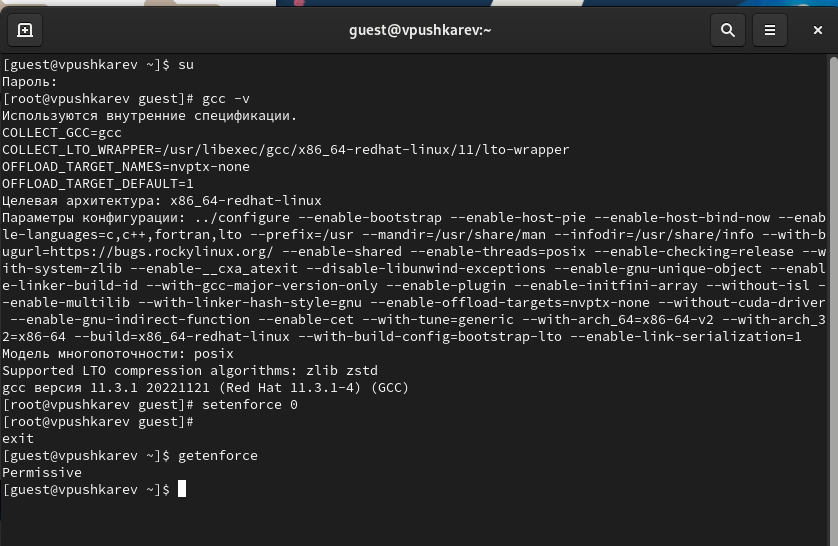 guest@vpushkarev:~
[guest@vpushkarev ~]$ su
Пароль:
[root@vpushkarev guest]# gcc -v
Используются внутренние спецификации.
COLLECT_GCC=gcc
COLLECT_LTO_WRAPPER=/usr/libexec/gcc/x86_64-redhat-linux/11/lto-wrapper
OFFLOAD_TARGET_NAMES=nvptx-none
OFFLOAD_TARGET_DEFAULT=1
Целевая архитектура: x86_64-redhat-linux
Параметры конфигурации: ../configure --enable-bootstrap --enable-host-pie --enable-host-bind-now --enab
le-languages=c,c++,fortran,lto --prefix=/usr --mandir=/usr/share/man --infodir=/usr/share/info --with-b
ugurl=https://bugs.rockylinux.org/ --enable-shared --enable-threads=posix --enable-checking=release --w
ith-system-zlib --enable-__cxa_atexit --disable-libunwind-exceptions --enable-gnu-unique-object --enabl
e-linker-build-id --with-gcc-major-version-only --enable-plugin --enable-initfini-array --without-isl -
-enable-multilib --with-linker-hash-style=gnu --enable-offload-targets=nvptx-none --without-cuda-driver
 --enable-gnu-indirect-function --enable-cet --with-tune=generic --with-arch_64=x86-64-v2 --with-arch_3
2=x86-64 --build=x86_64-redhat-linux --with-build-config=bootstrap-lto --enable-link-serialization=1
Модель многопоточности: posix
Supported LTO compression algorithms: zlib zstd
gcc версия 11.3.1 20221121 (Red Hat 11.3.1-4) (GCC)
[root@vpushkarev guest]# setenforce 0
[root@vpushkarev guest]#
exit
[guest@vpushkarev ~]$ getenforce
Permissive
[guest@vpushkarev ~]$